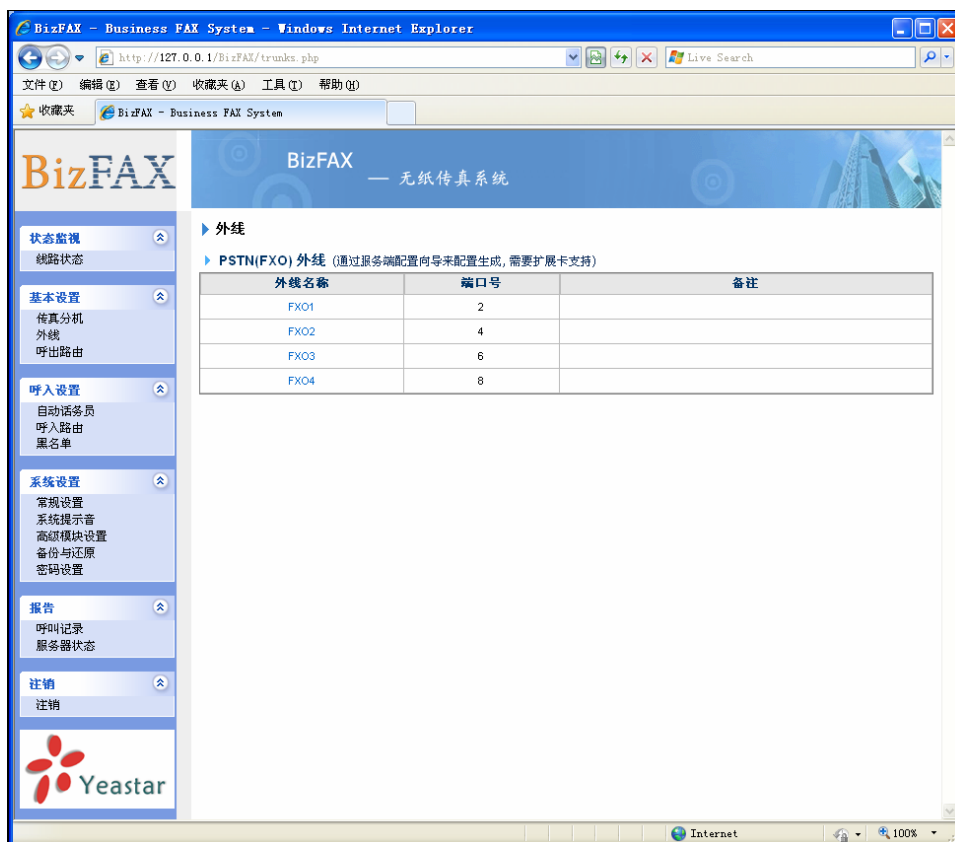 BizFAX - Business FAX System - Windows Internet Explorer
http://127.0.0.1/BizFAX/trunks.php
Live Search
文件(F) 编辑(E) 查看(V) 收藏夹(A) 工具(T) 帮助(H)
收藏夹 BizFAX - Business FAX System
BizFAX
BizFAX
— 无纸传真系统
状态监视
线路状态
基本设置
传真分机
外线
呼出路由
呼入设置
自动话务员
呼入路由
黑名单
系统设置
常规设置
系统提示音
高级模块设置
备份与还原
密码设置
报告
呼叫记录
服务器状态
注销
注销
Yeastar
外线
PSTN(FXO) 外线 (通过服务端配置向导来配置生成, 需要扩展卡支持)
外线名称 端口号 备注
FXO1 2
FXO2 4
FXO3 6
FXO4 8
Internet 100%